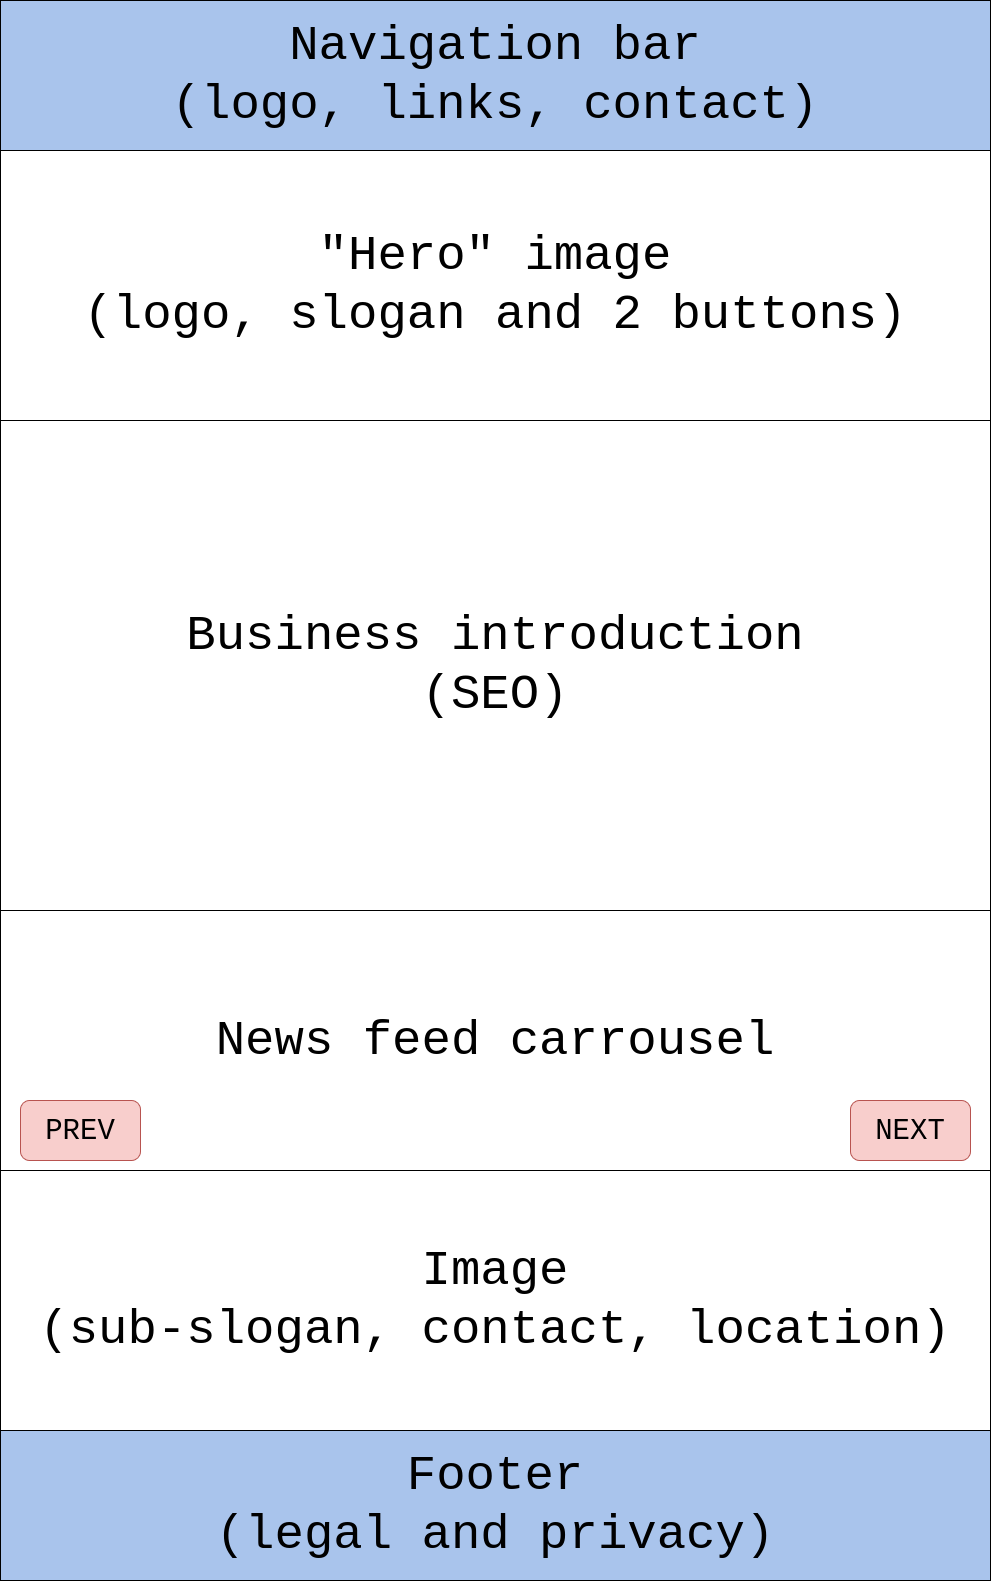 Navigation bar
(logo, links, contact)
"Hero" image
(logo, slogan and 2 buttons)
Business introduction
(SEO)
News feed carrousel
PREV
NEXT
Image
(sub-slogan, contact, location)
Footer
(legal and privacy)